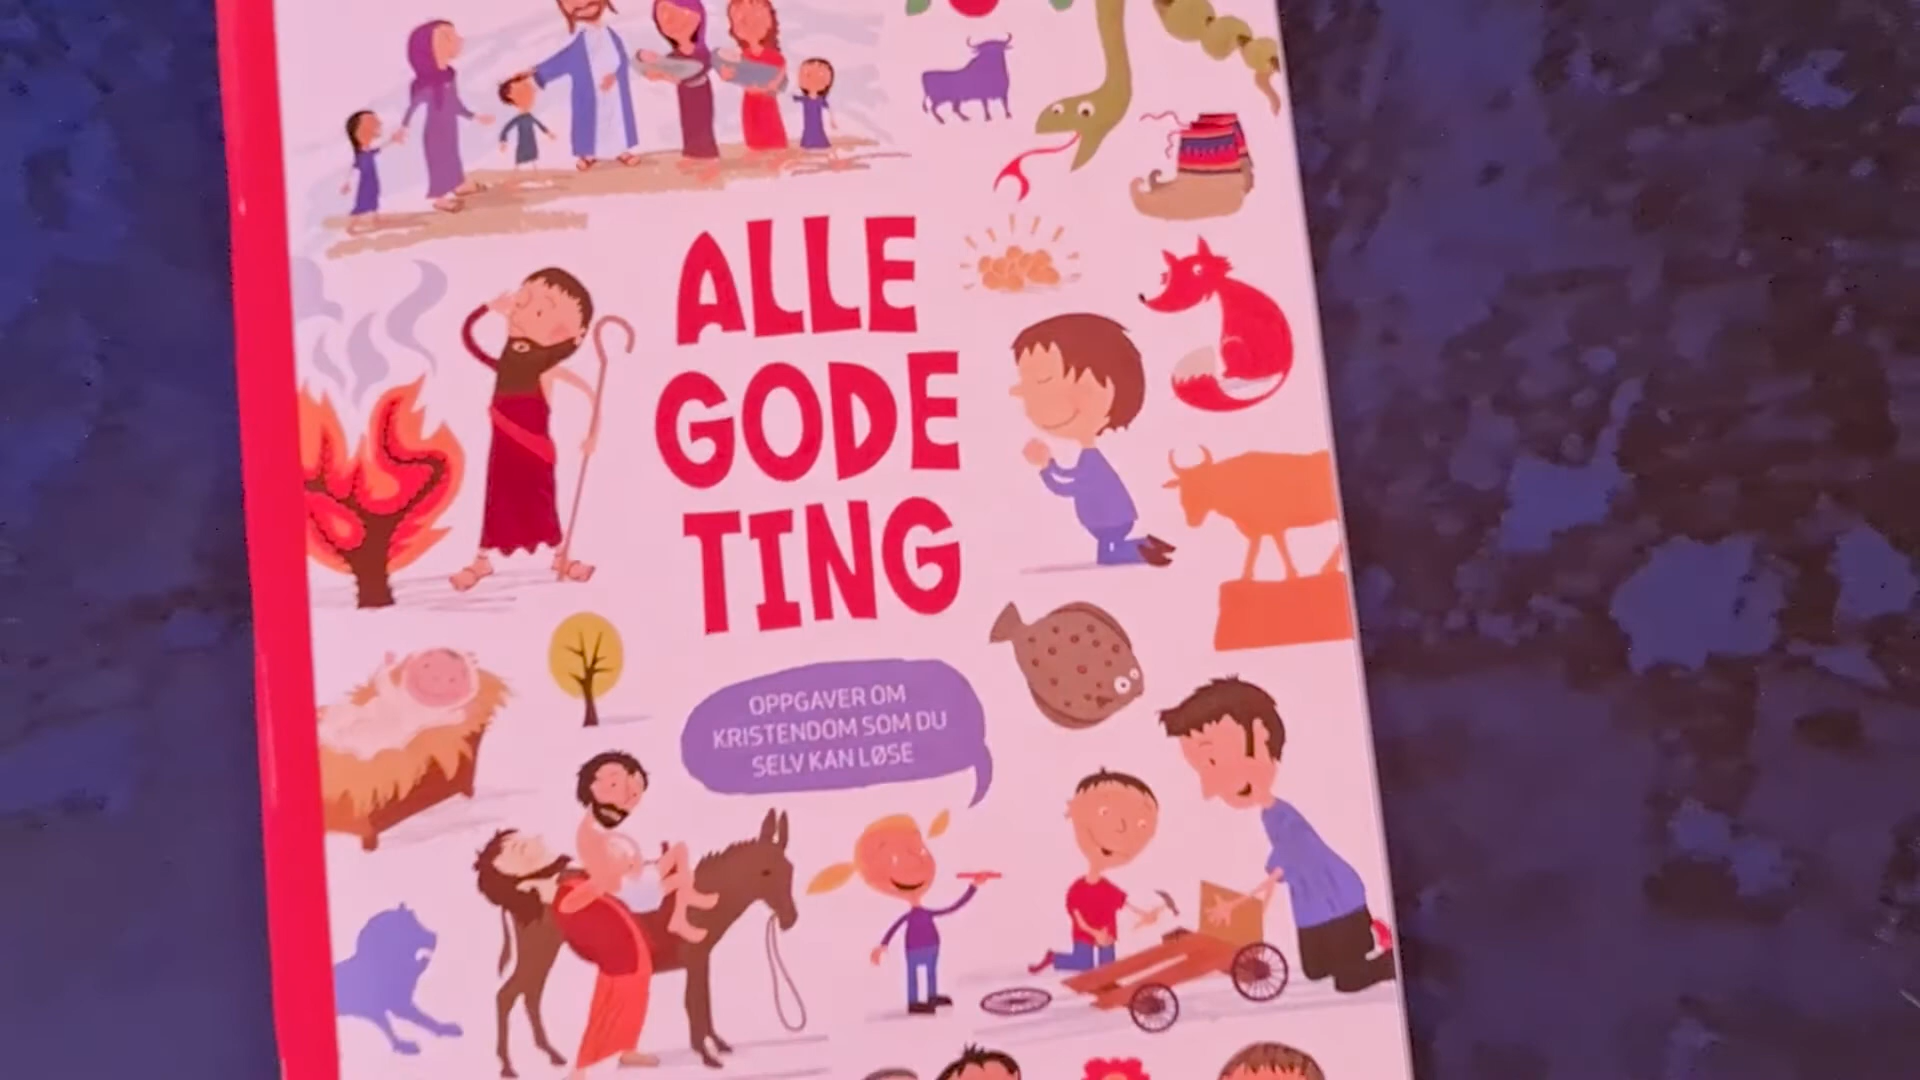 ALLE
GODE
TING
OPPGAVER OM
KRISTENDOM SOM DU
SELV KAN LØSE